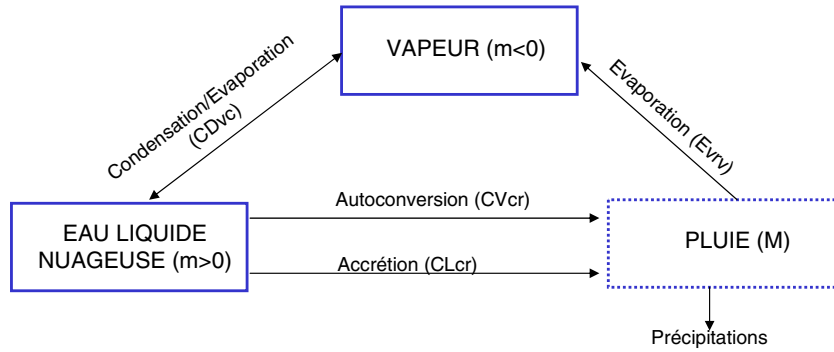 VAPEUR (m<0)
Condensation/Evaporation
(CDvc)
Evaporation (Evrv)
Autoconversion (CVcr)
EAU LIQUIDE
NUAGEUSE (m>0)
PLUIE (M)
Accrétion (CLcr)
Précipitations